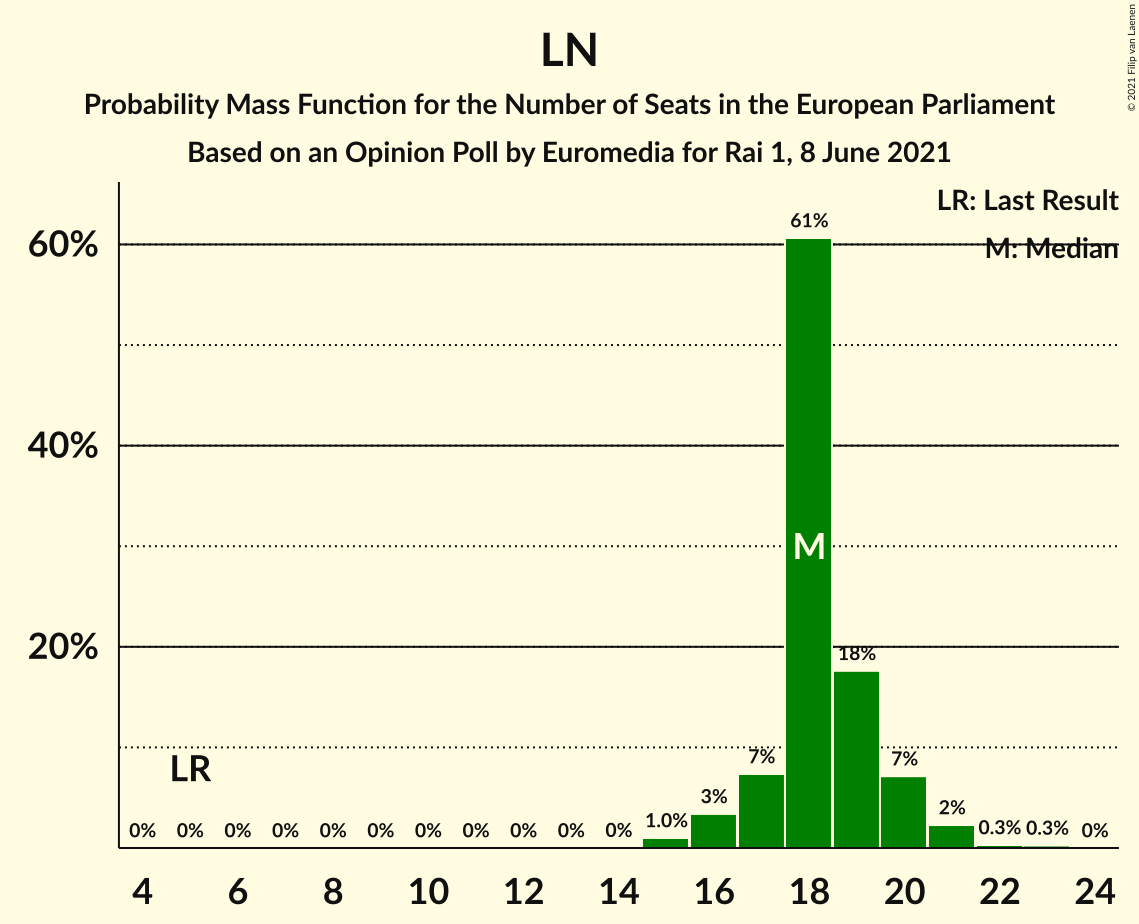 LN
Probability Mass Function for the Number of Seats in the European Parliament
Based on an Opinion Poll by Euromedia for Rai 1, 8 June 2021
© 2021 Filip van Laenen
LR: Last Result
M: Median
60%
40%
20%
61%
M
18%
LR
7%
7%
3%
2%
0% 0% 0% 0% 0% 0% 0% 0% 0% 0% 0% 1.0% 0.3% 0.3% 0%
4 6 8 10 12 14 16 18 20 22 24